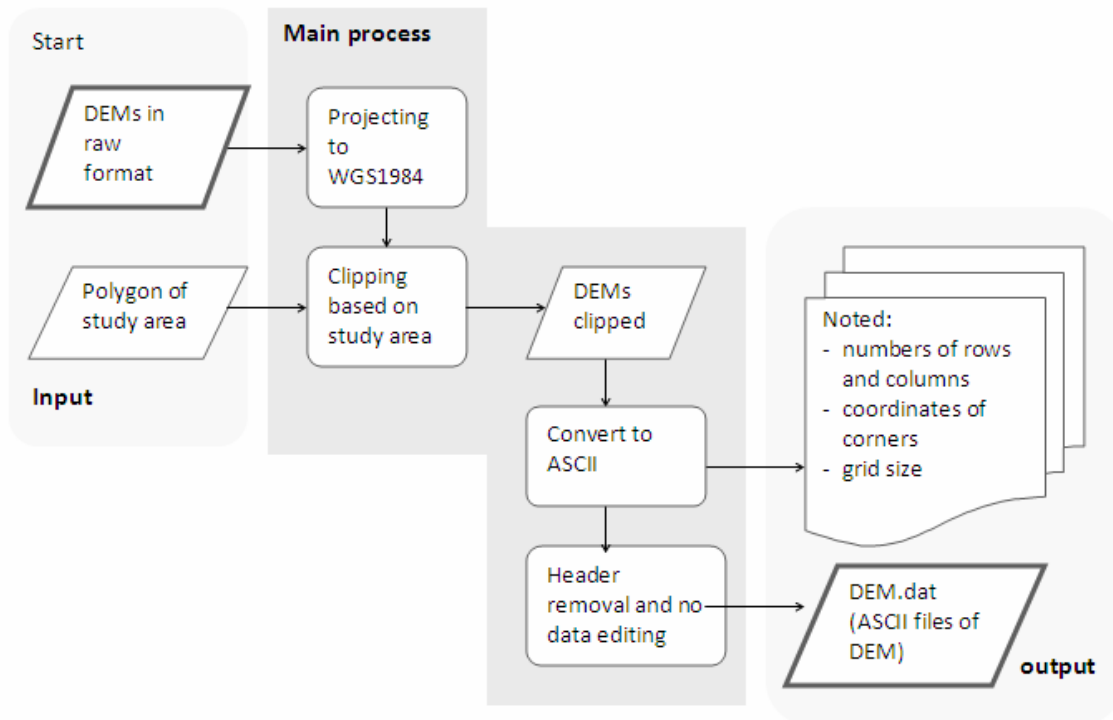 Start
DEMs in
raw
format
Polygon of
study area
Input
Main process
Projecting
to
WGS1984
Clipping
based on
study area
DEMs
clipped
Convert to
ASCII
Header
removal and no
data editing
Noted:
- numbers of rows
and columns
- coordinates of
corners
- grid size
DEM.dat
(ASCII files of
DEM)
output